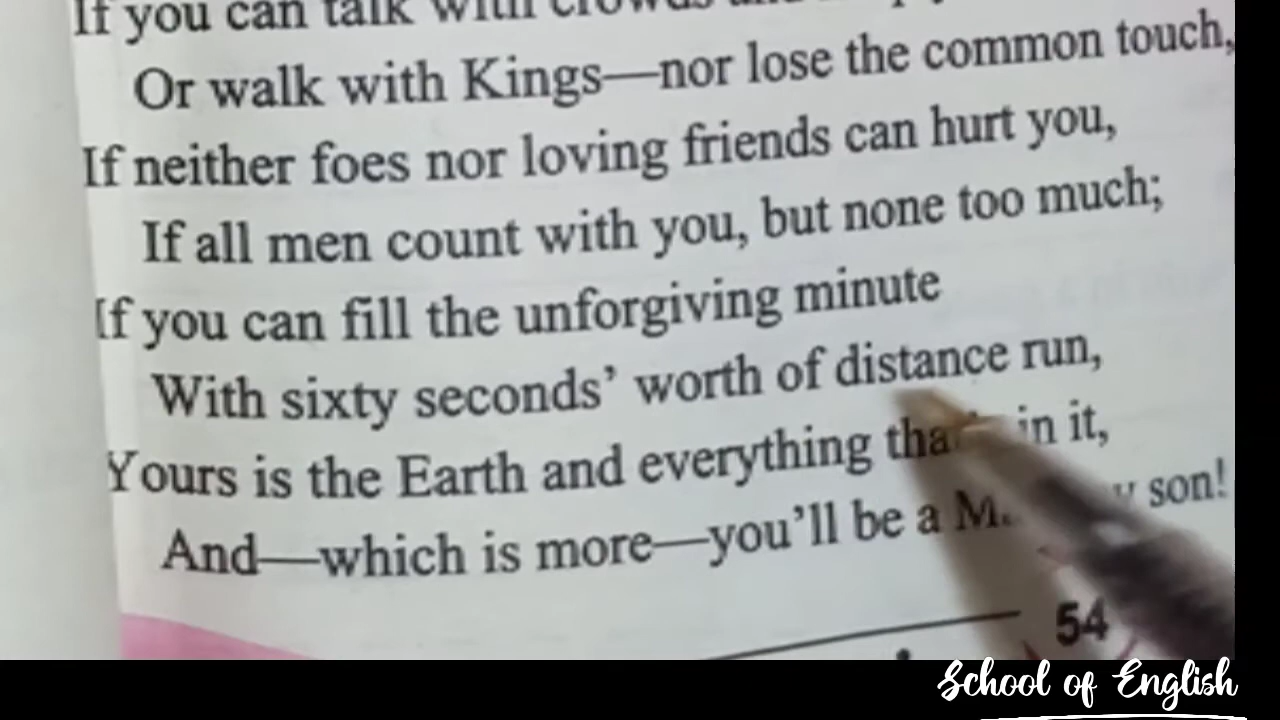 If you can talk with crowds and
Or walk with Kings—nor lose the common touch,
If neither foes nor loving friends can hurt you,
If all men count with you, but none too much;
If you can fill the unforgiving minute
With sixty seconds’ worth of distance run,
Yours is the Earth and everything in it,
And—which is more—you’ll be a son!
54
School of English